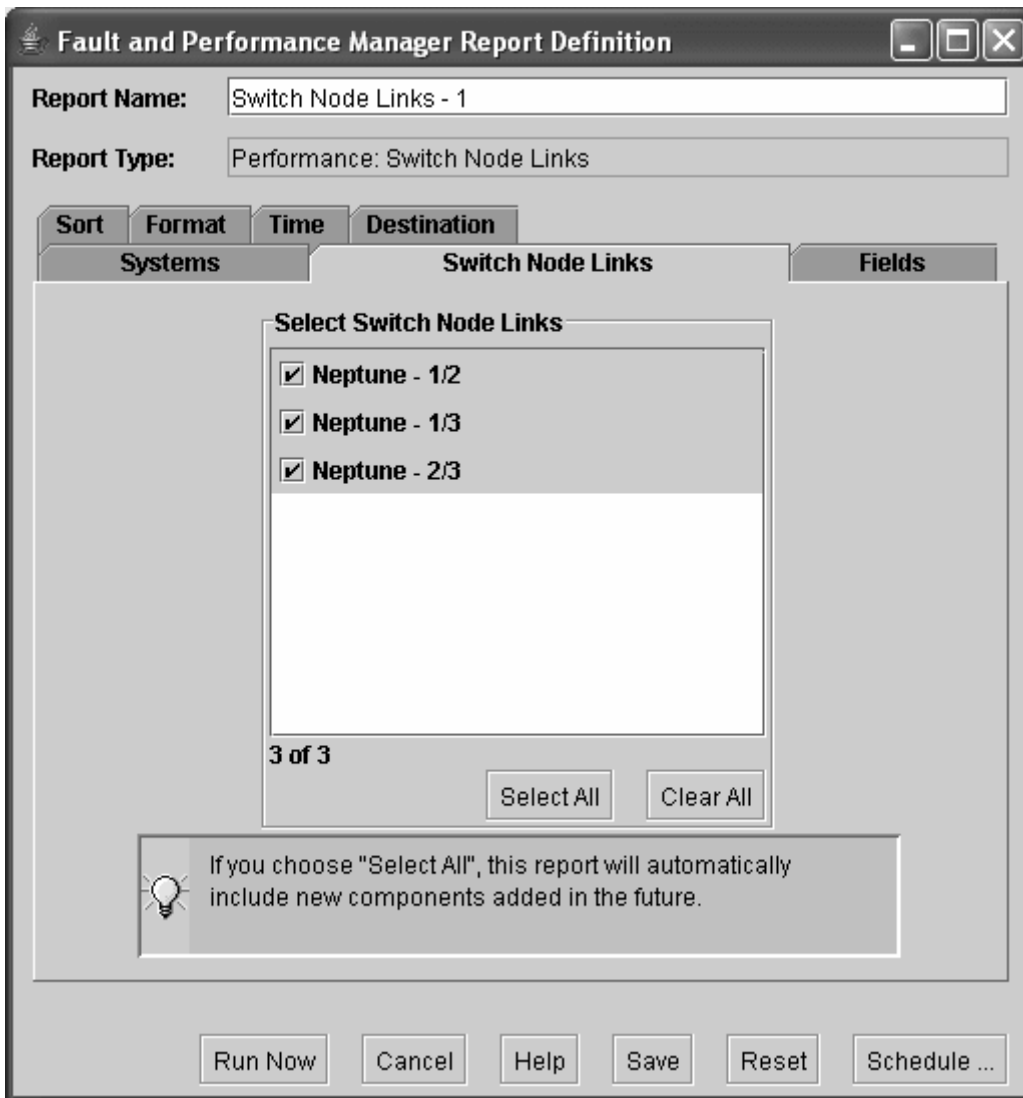 Fault and Performance Manager Report Definition
Report Name: Switch Node Links - 1
Report Type: Performance: Switch Node Links
Sort Format Time Destination
Systems Switch Node Links Fields
Select Switch Node Links
Neptune - 1/2
Neptune - 1/3
Neptune - 2/3
3 of 3
Select All Clear All
If you choose "Select All", this report will automatically
include new components added in the future.
Run Now Cancel Help Save Reset Schedule ...